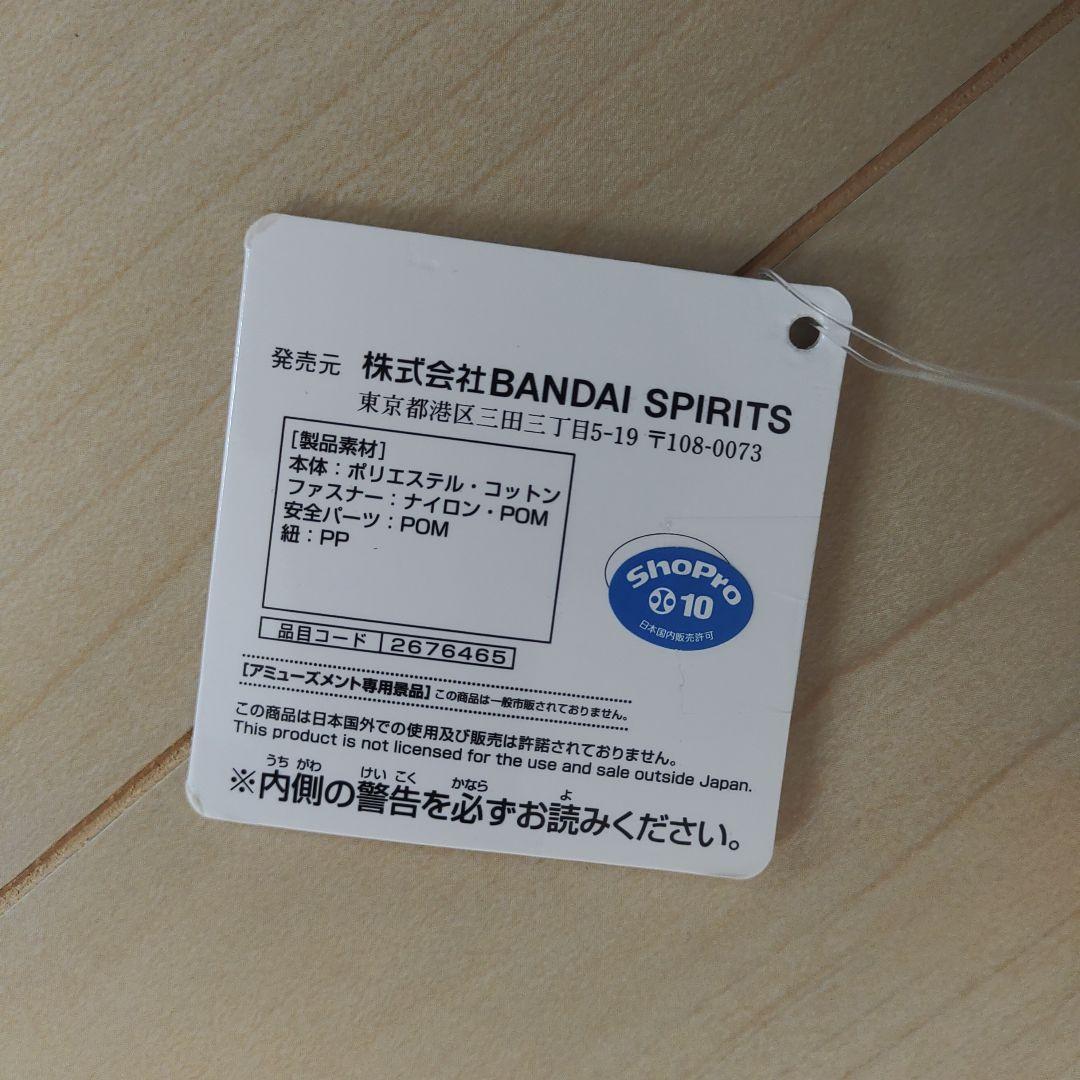 発売元 株式会社BANDAI SPIRITS
東京都港区三田三丁目5-19 〒108-0073
[製品素材]
本体：ポリエステル・コットン
ファスナー：ナイロン・POM
安全パーツ：POM
紐：PP
ShoPro
10
日本国内販売許可
品目コード 2676465
[アミューズメント専用景品] この商品は一般市販されておりません。
この商品は日本国外での使用及び販売は許諾されておりません。
This product is not licensed for the use and sale outside Japan.
うち がわ けい こく かなら よ
※内側の警告を必ずお読みください。